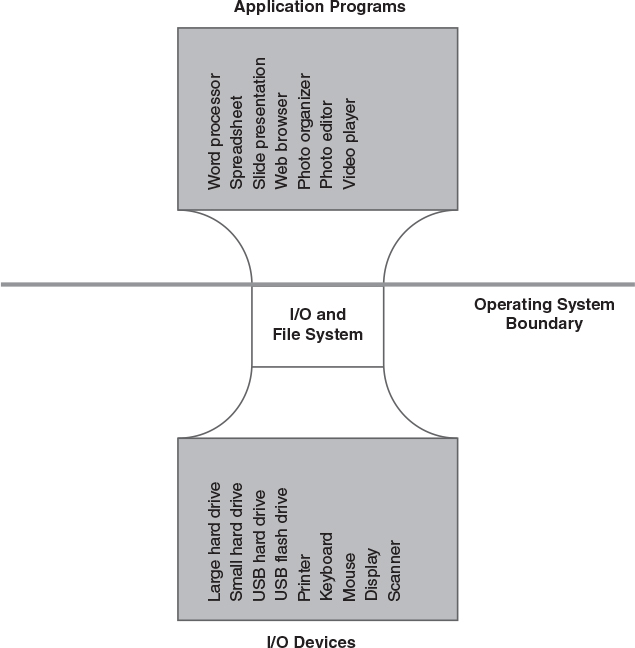 Application Programs
Word processor
Spreadsheet
Slide presentation
Web browser
Photo organizer
Photo editor
Video player
I/O and
File System
Operating System
Boundary
Large hard drive
Small hard drive
USB hard drive
USB flash drive
Printer
Keyboard
Mouse
Display
Scanner
I/O Devices